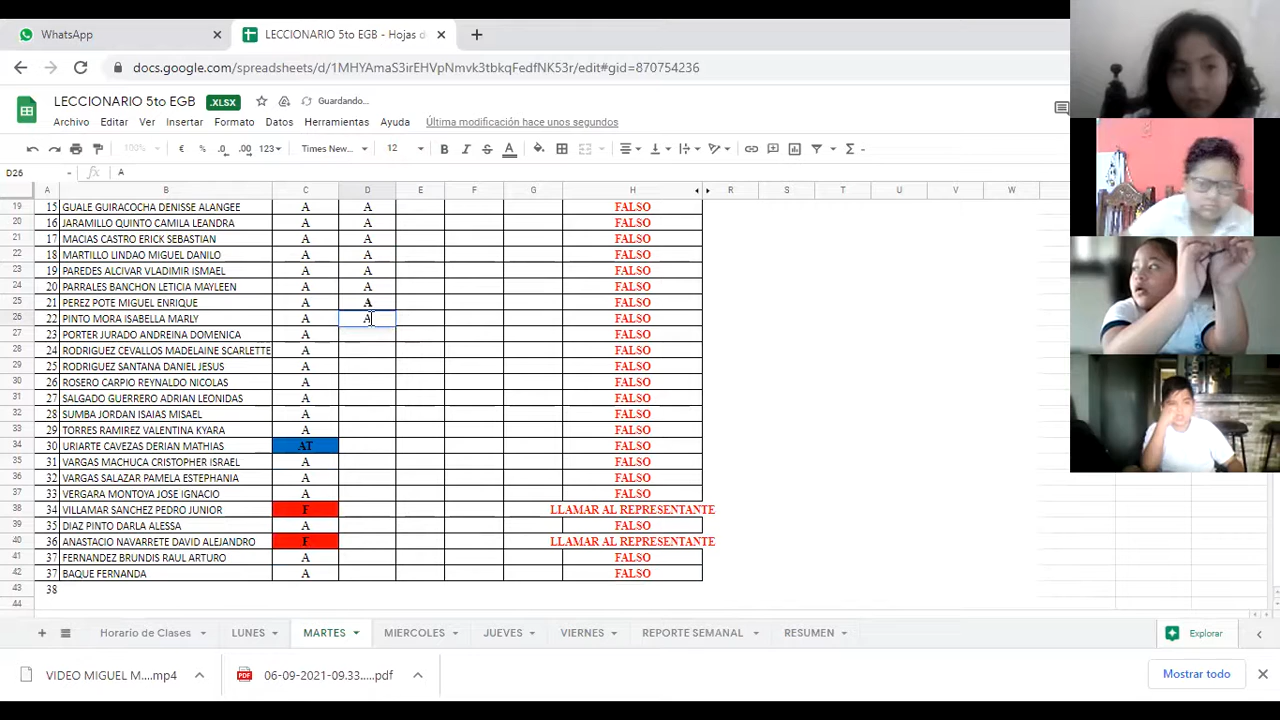 WhatsApp
LECCIONARIO 5to EGB - Hojas d
docs.google.com/spreadsheets/d/1MHYAmaS3irEHVpNmvk3tbkqFedfNK53r/edit#gid=870754236
LECCIONARIO 5to EGB .XLSX Guardando...
Archivo Editar Ver Insertar Formato Datos Herramientas Ayuda Última modificación hace unos segundos
100% € % .0 .00 123 Times New... 12 B I S A
D26 fx A
A B C D E F G H R S T U V W
19 15 GUALE GUIRACOCHA DENISSE ALANGEE A A FALSO
20 16 JARAMILLO QUINTO CAMILA LEANDRA A A FALSO
21 17 MACIAS CASTRO ERICK SEBASTIAN A A FALSO
22 18 MARTILLO LINDAO MIGUEL DANILO A A FALSO
23 19 PAREDES ALCIVAR VLADIMIR ISMAEL A A FALSO
24 20 PARRALES BANCHON LETICIA MAYLEEN A A FALSO
25 21 PEREZ POTE MIGUEL ENRIQUE A A FALSO
26 22 PINTO MORA ISABELLA MARLY A A FALSO
27 23 PORTER JURADO ANDREINA DOMENICA A FALSO
28 24 RODRIGUEZ CEVALLOS MADELAINE SCARLETTE A FALSO
29 25 RODRIGUEZ SANTANA DANIEL JESUS A FALSO
30 26 ROSERO CARPIO REYNALDO NICOLAS A FALSO
31 27 SALGADO GUERRERO ADRIAN LEONIDAS A FALSO
32 28 SUMBA JORDAN ISAIAS MISAEL A FALSO
33 29 TORRES RAMIREZ VALENTINA KYARA A FALSO
34 30 URIARTE CAVEZAS DERIAN MATHIAS AT FALSO
35 31 VARGAS MACHUCA CRISTOPHER ISRAEL A FALSO
36 32 VARGAS SALAZAR PAMELA ESTEPHANIA A FALSO
37 33 VERGARA MONTOYA JOSE IGNACIO A FALSO
38 34 VILLAMAR SANCHEZ PEDRO JUNIOR F LLAMAR AL REPRESENTANTE
39 35 DIAZ PINTO DARLA ALESSA A FALSO
40 36 ANASTACIO NAVARRETE DAVID ALEJANDRO F LLAMAR AL REPRESENTANTE
41 37 FERNANDEZ BRUNDIS RAUL ARTURO A FALSO
42 37 BAQUE FERNANDA A FALSO
43 38
44
Horario de Clases LUNES MARTES MIERCOLES JUEVES VIERNES REPORTE SEMANAL RESUMEN Explorar
VIDEO MIGUEL M....mp4 06-09-2021-09.33.....pdf Mostrar todo